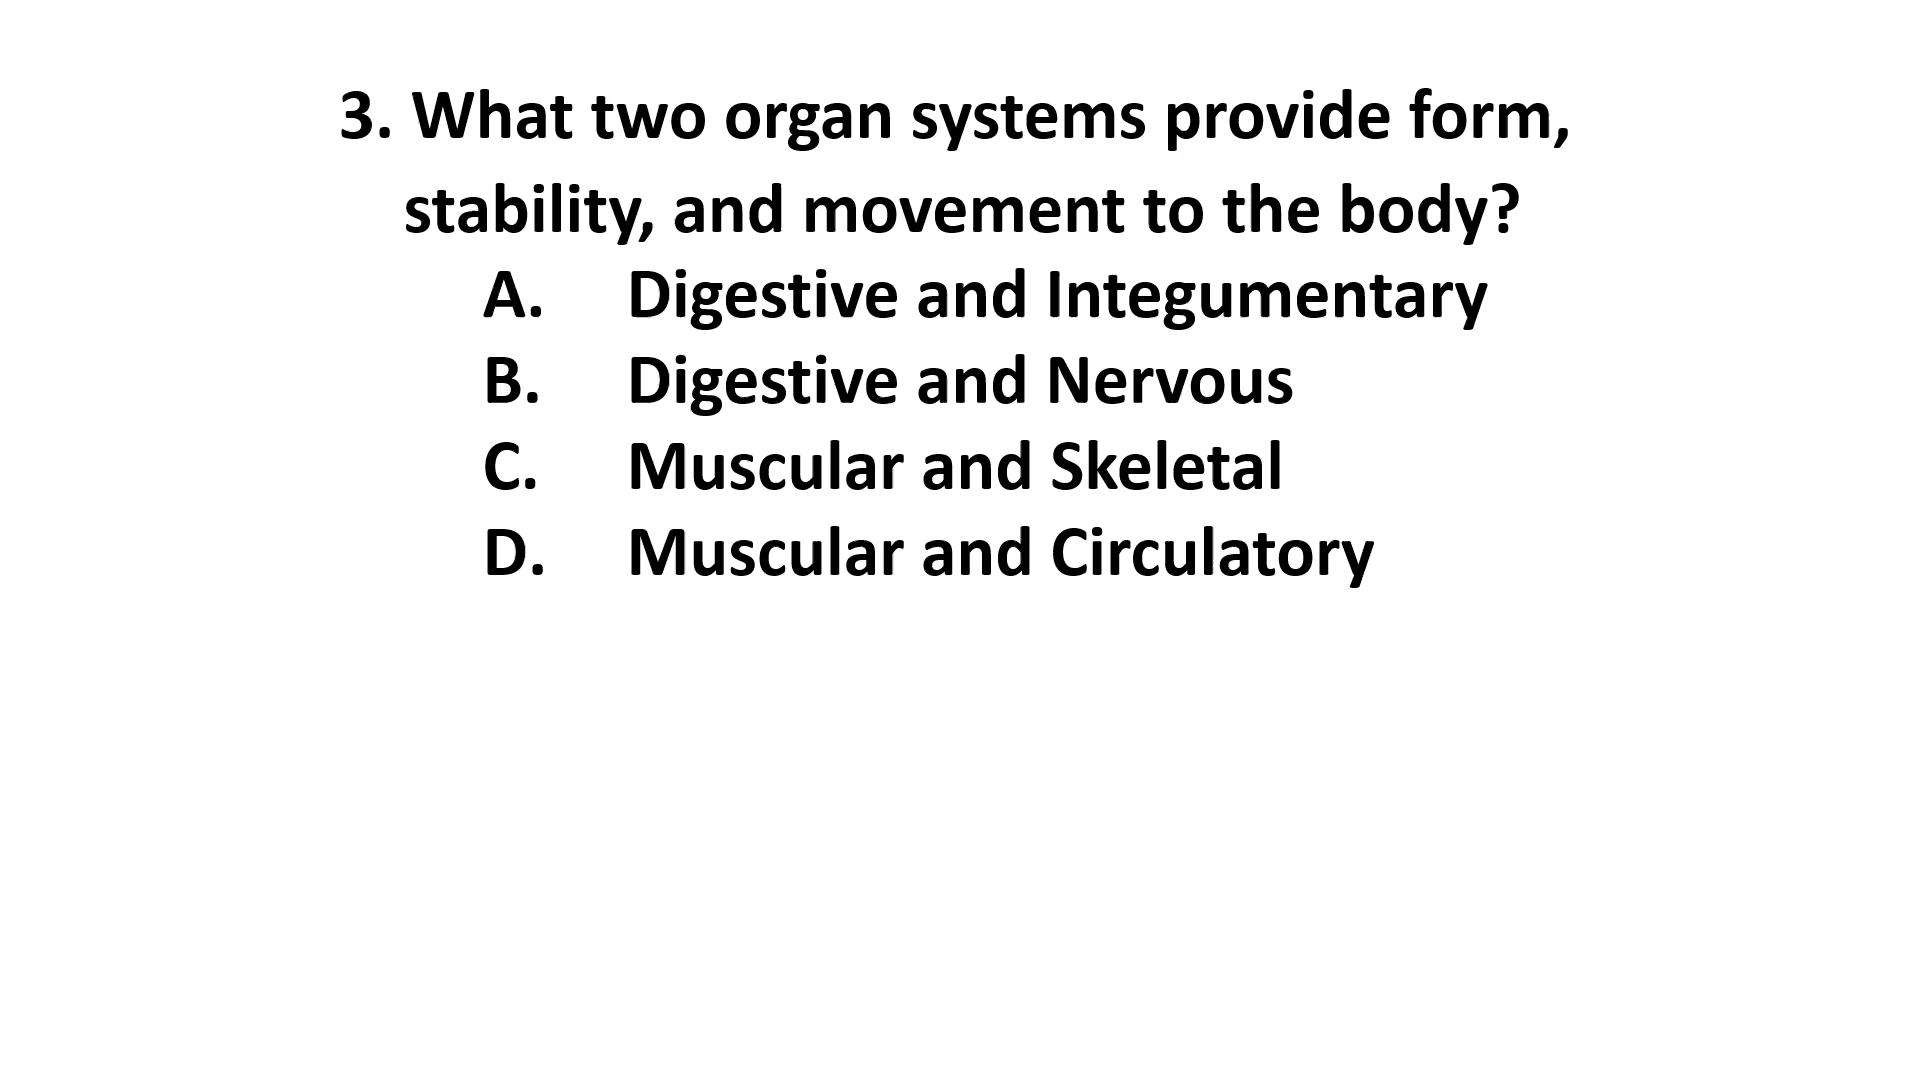 3. What two organ systems provide form,
stability, and movement to the body?
A. Digestive and Integumentary
B. Digestive and Nervous
C. Muscular and Skeletal
D. Muscular and Circulatory